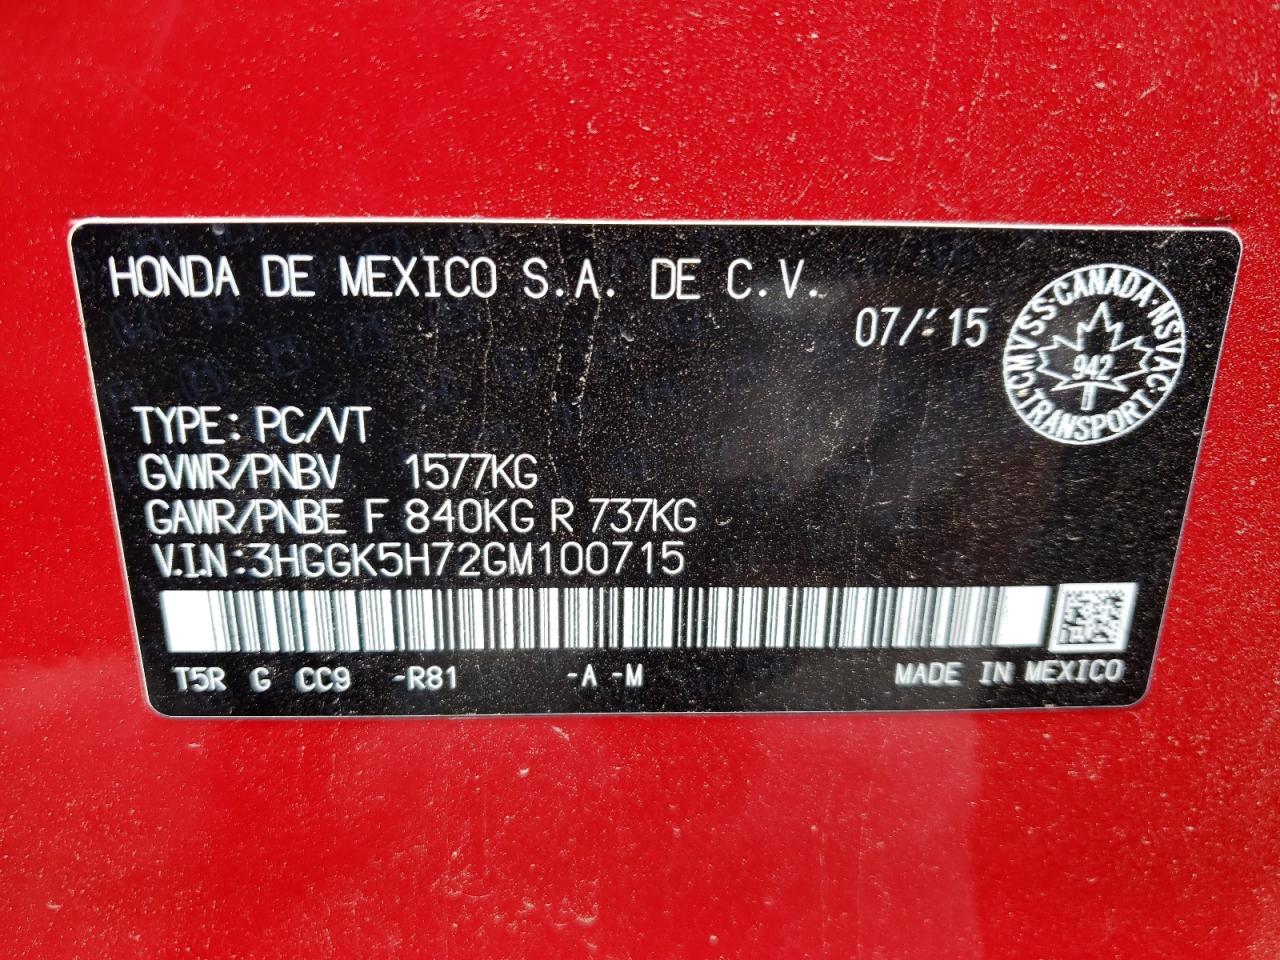 HONDA DE MEXICO S.A. DE C.V.
07/'15
CMVSS·CANADA·NSVAC·TRANSPORT·
942
TYPE: PC/VT
GVWR/PNBV 1577KG
GAWR/PNBE F 840KG R 737KG
V.I.N:3HGGK5H72GM100715
T5R G CC9 -R81 -A -M MADE IN MEXICO